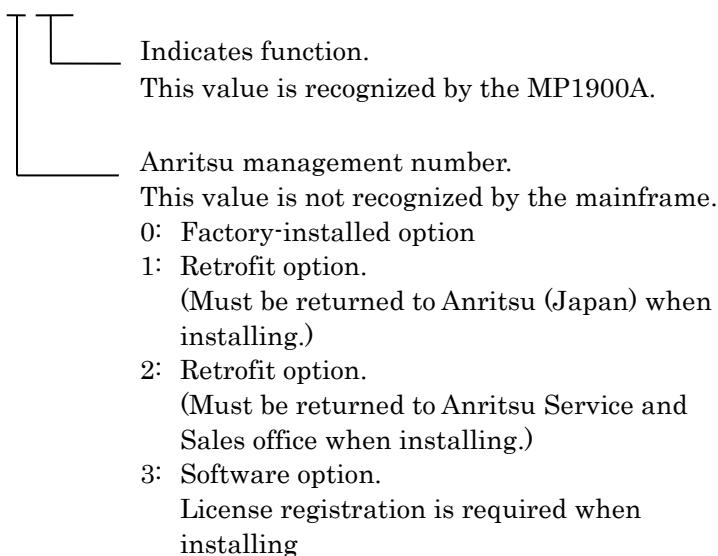 Indicates function.
This value is recognized by the MP1900A.
Anritsu management number.
This value is not recognized by the mainframe.
0: Factory-installed option
1: Retrofit option.
(Must be returned to Anritsu (Japan) when
installing.)
2: Retrofit option.
(Must be returned to Anritsu Service and
Sales office when installing.)
3: Software option.
License registration is required when
installing